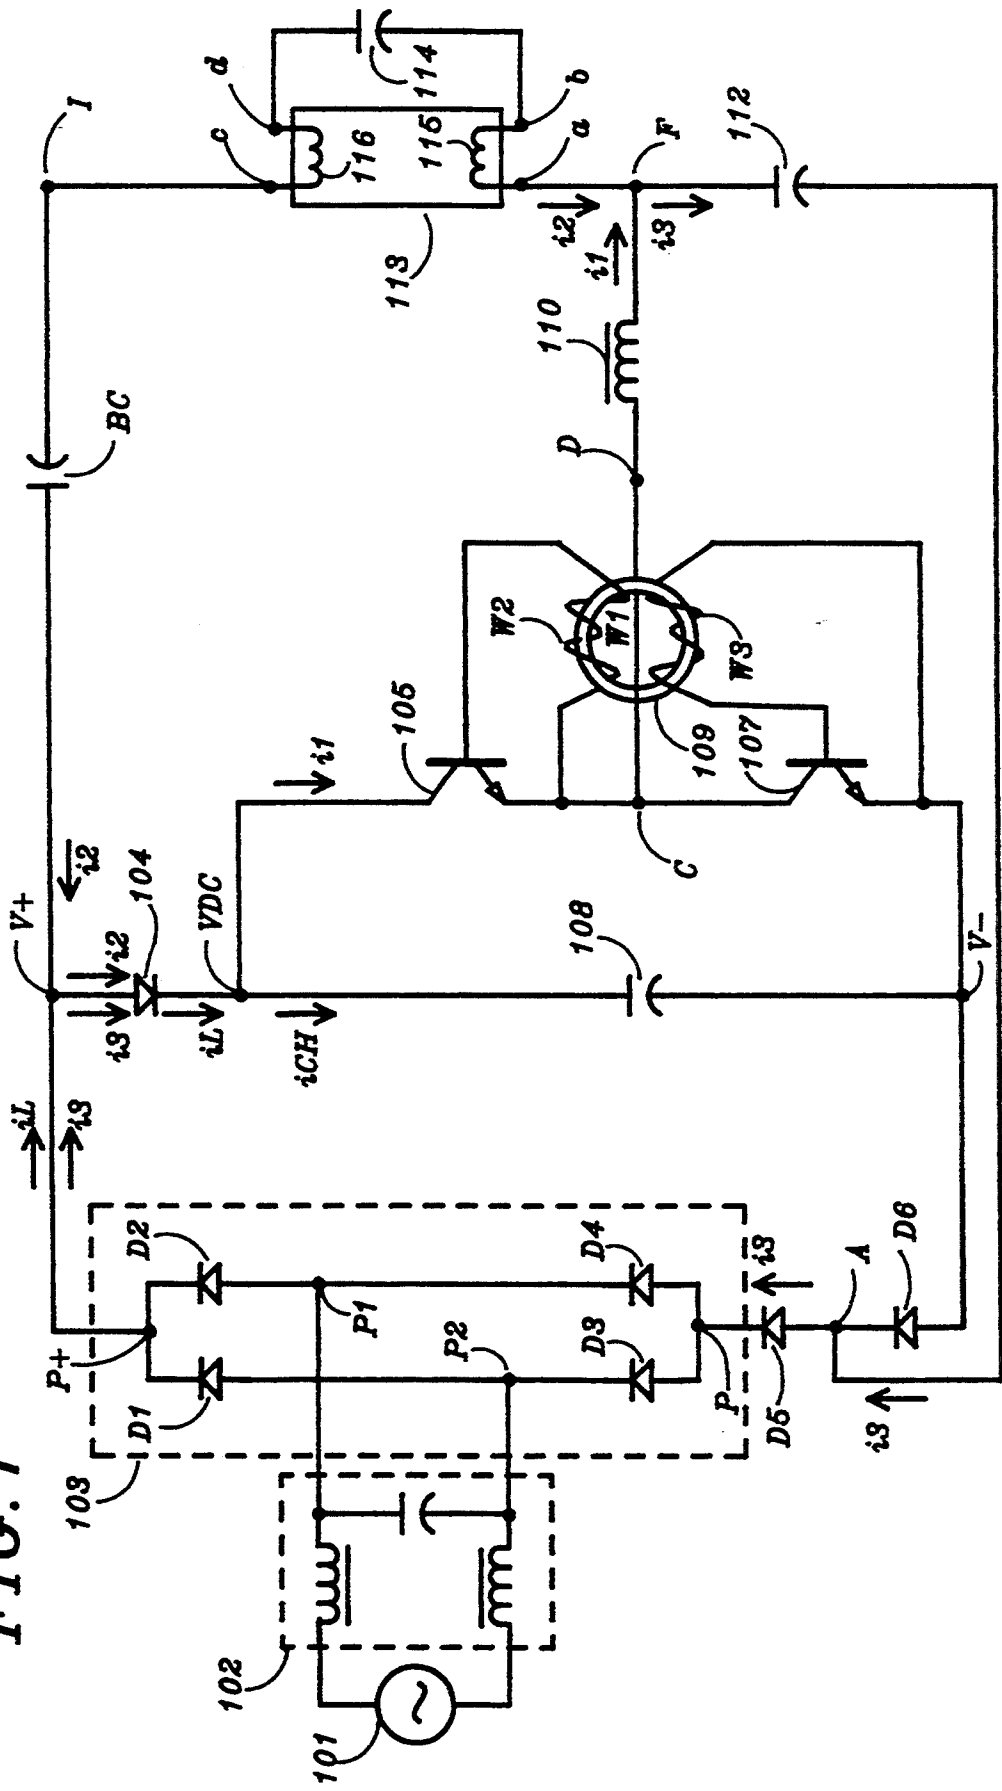 FIG. 1
101
102
103
P+
D1
D2
P1
P2
D3
D4
P
D5
i3
A
D6
i3
iL
i3
V+
i3
i2
i2
104
iL
VDC
iCH
108
V-
i1
105
C
107
109
W1
W2
W3
D
110
i1
BC
I
c
d
113
116
115
114
a
b
i2
F
i3
112